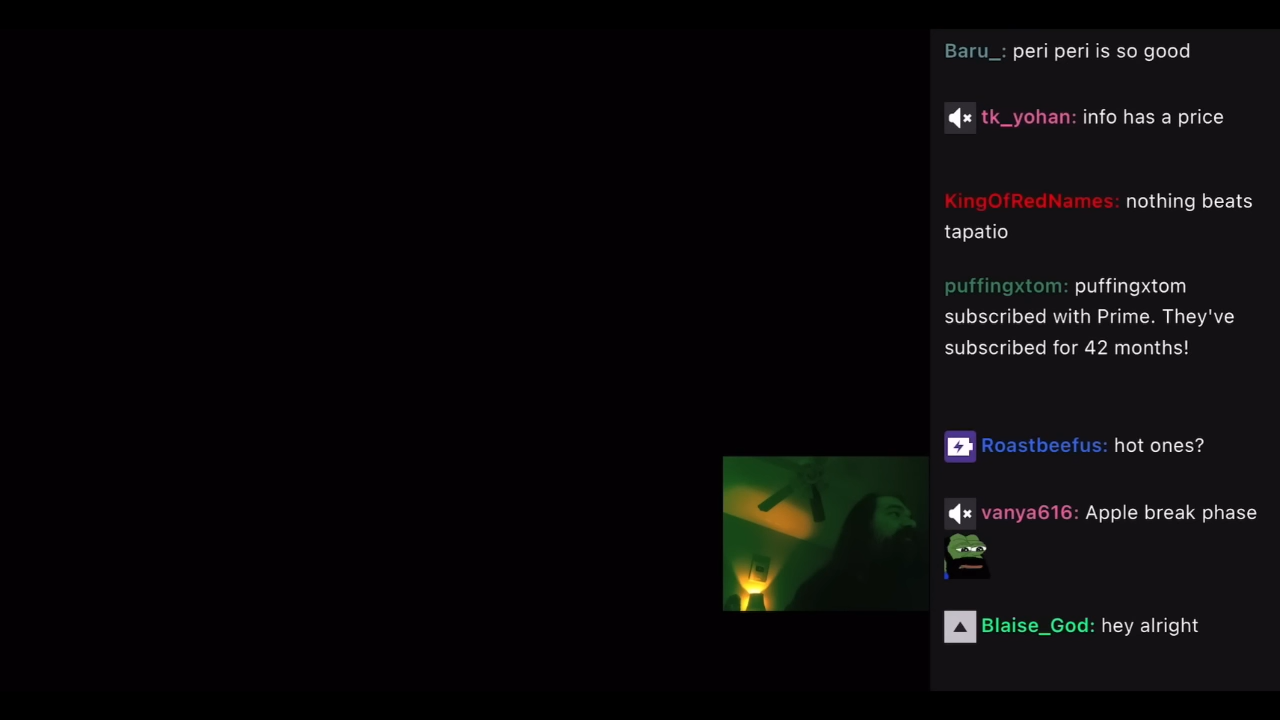 Baru_: peri peri is so good
tk_yohan: info has a price
KingOfRedNames: nothing beats
tapatio
puffingxtom: puffingxtom
subscribed with Prime. They've
subscribed for 42 months!
Roastbeefus: hot ones?
vanya616: Apple break phase
Blaise_God: hey alright